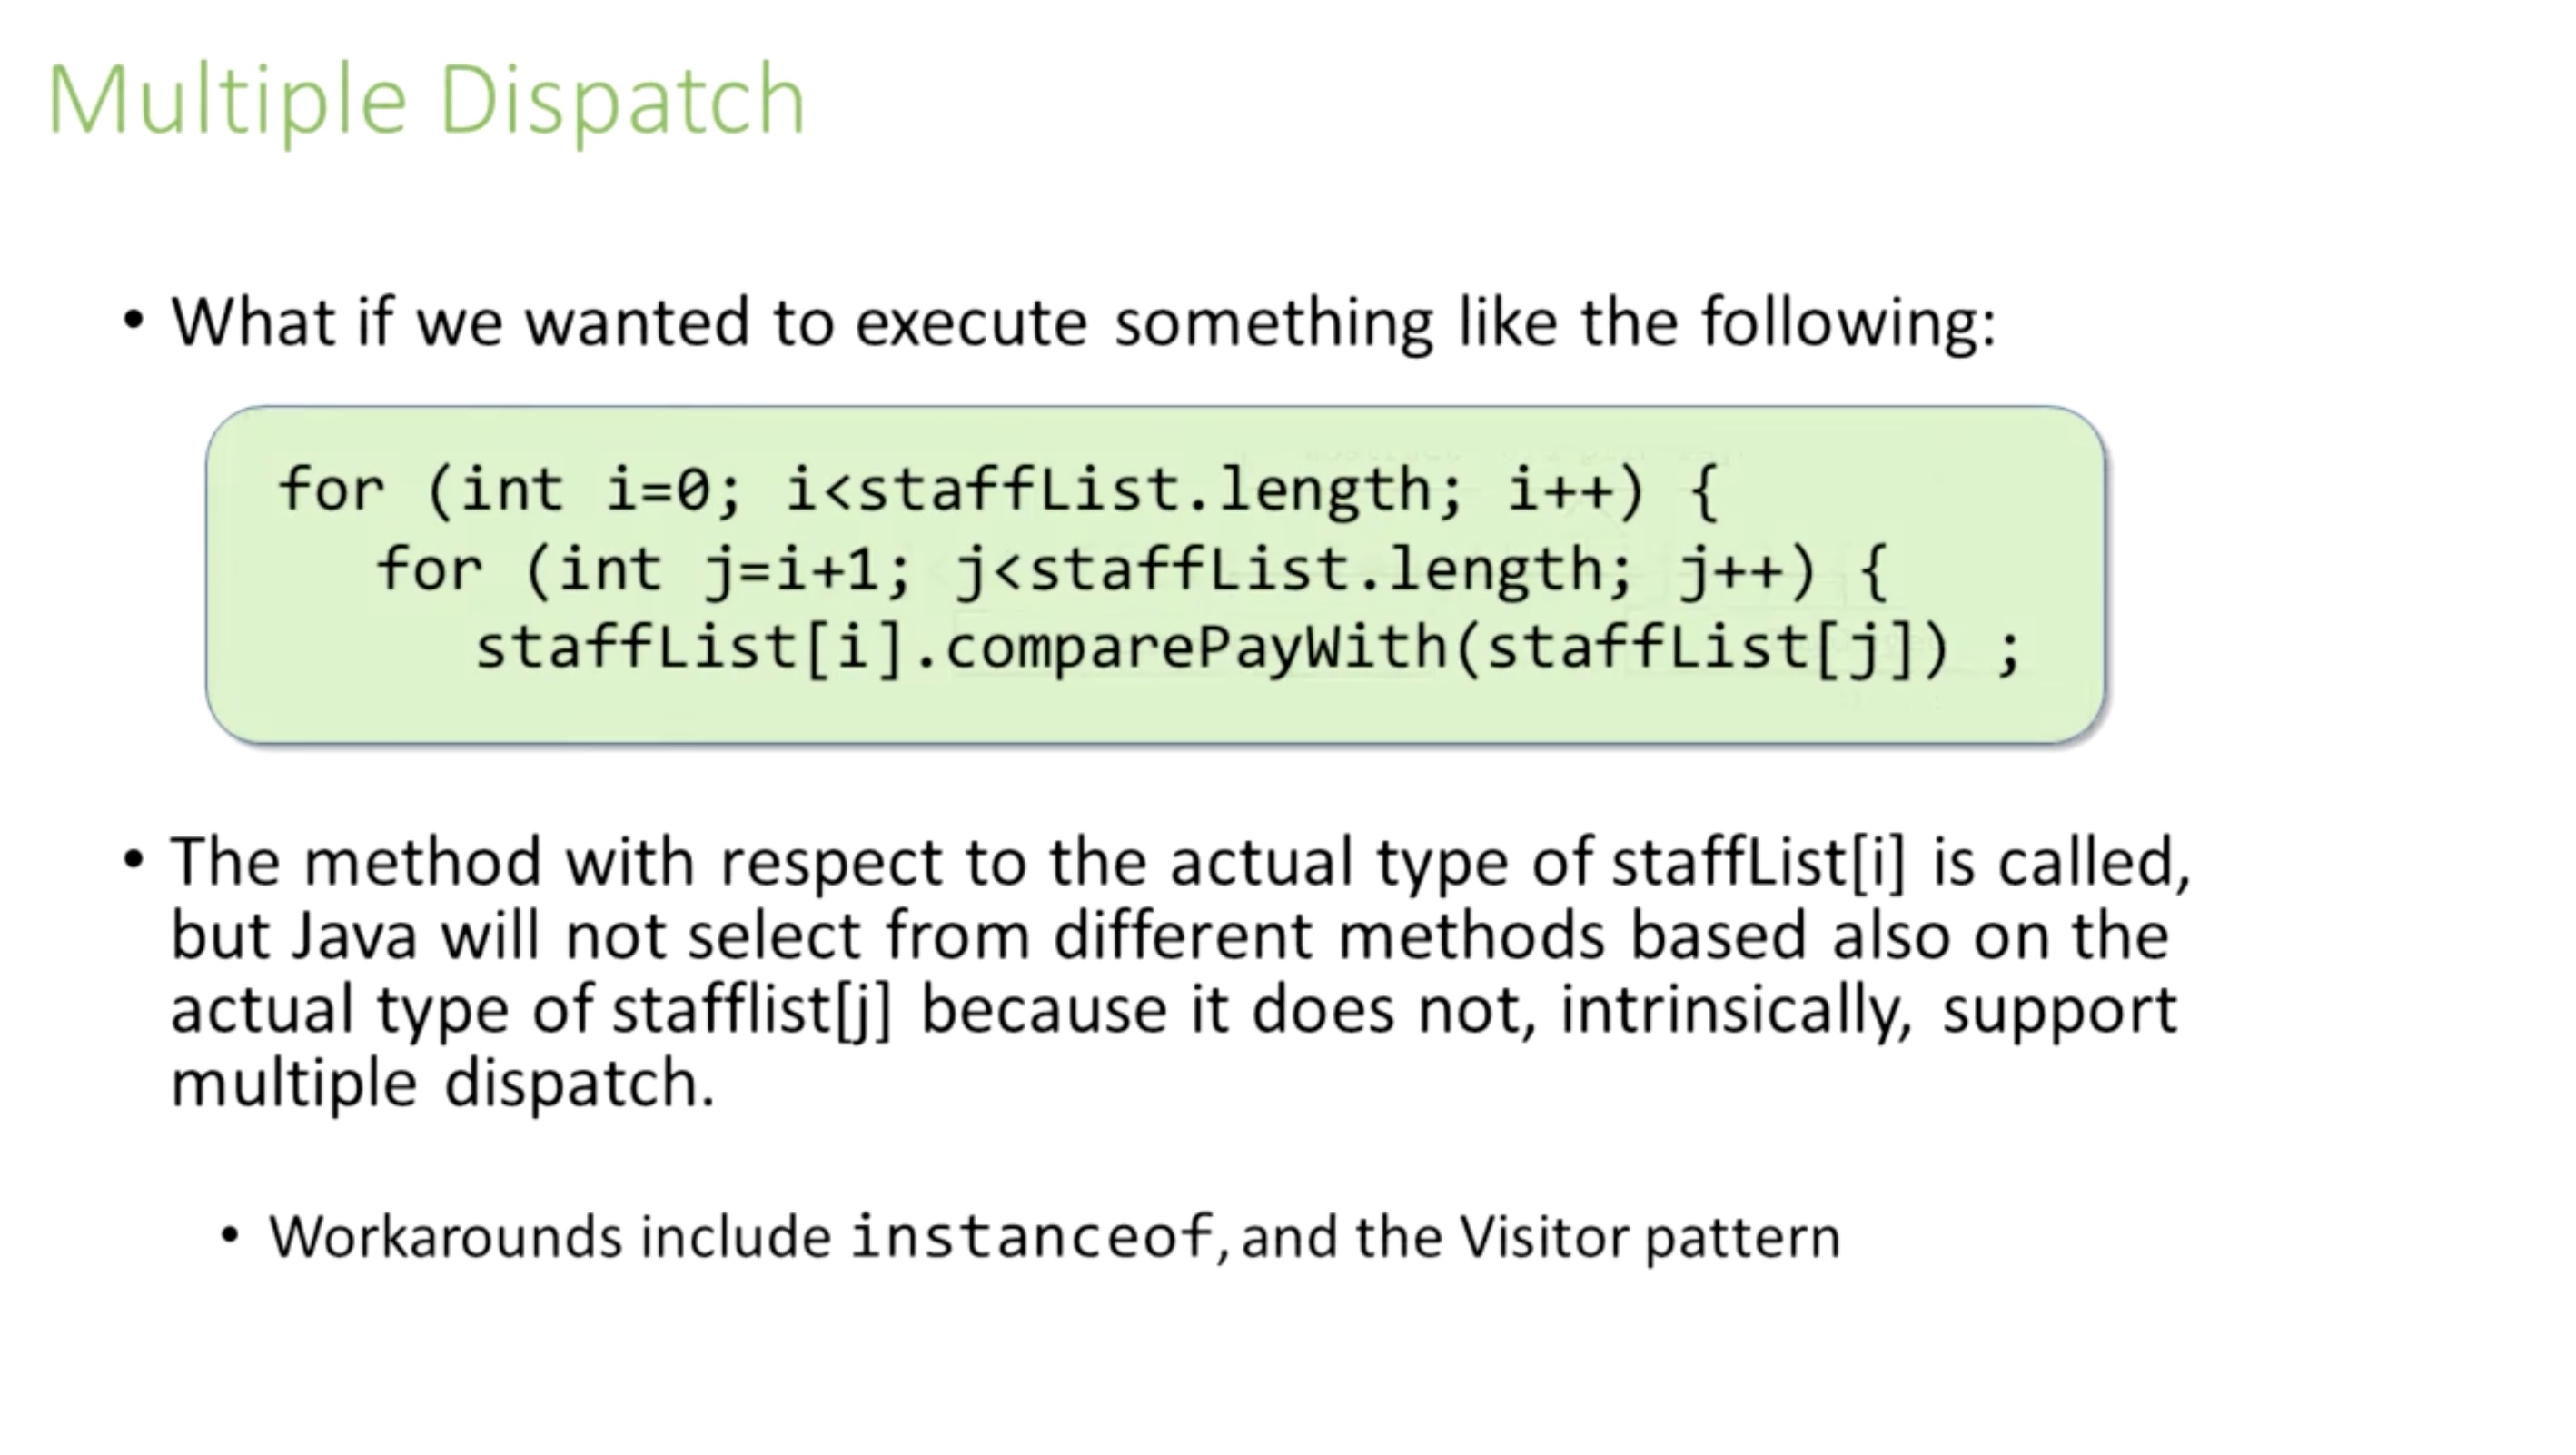 Multiple Dispatch
• What if we wanted to execute something like the following:
for (int i=0; i<staffList.length; i++) {
for (int j=i+1; j<staffList.length; j++) {
staffList[i].comparePayWith(staffList[j]) ;
• The method with respect to the actual type of staffList[i] is called,
but Java will not select from different methods based also on the
actual type of stafflist[j] because it does not, intrinsically, support
multiple dispatch.
• Workarounds include instanceof, and the Visitor pattern